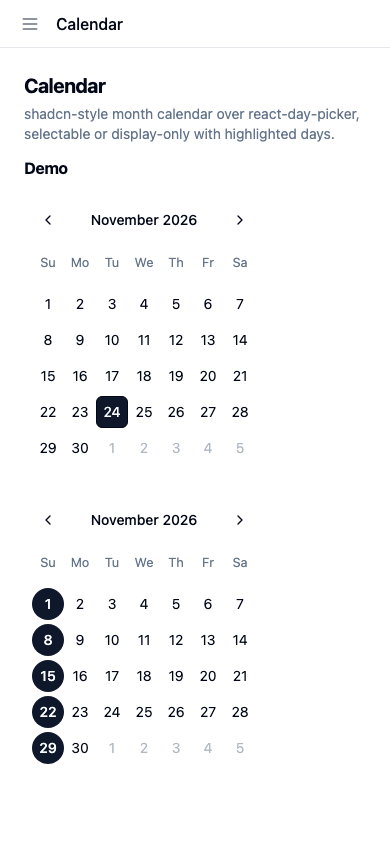 Calendar
Calendar
shadcn-style month calendar over react-day-picker,
selectable or display-only with highlighted days.
Demo
November 2026
Su Mo Tu We Th Fr Sa
1 2 3 4 5 6 7
8 9 10 11 12 13 14
15 16 17 18 19 20 21
22 23 24 25 26 27 28
29 30 1 2 3 4 5
November 2026
Su Mo Tu We Th Fr Sa
1 2 3 4 5 6 7
8 9 10 11 12 13 14
15 16 17 18 19 20 21
22 23 24 25 26 27 28
29 30 1 2 3 4 5